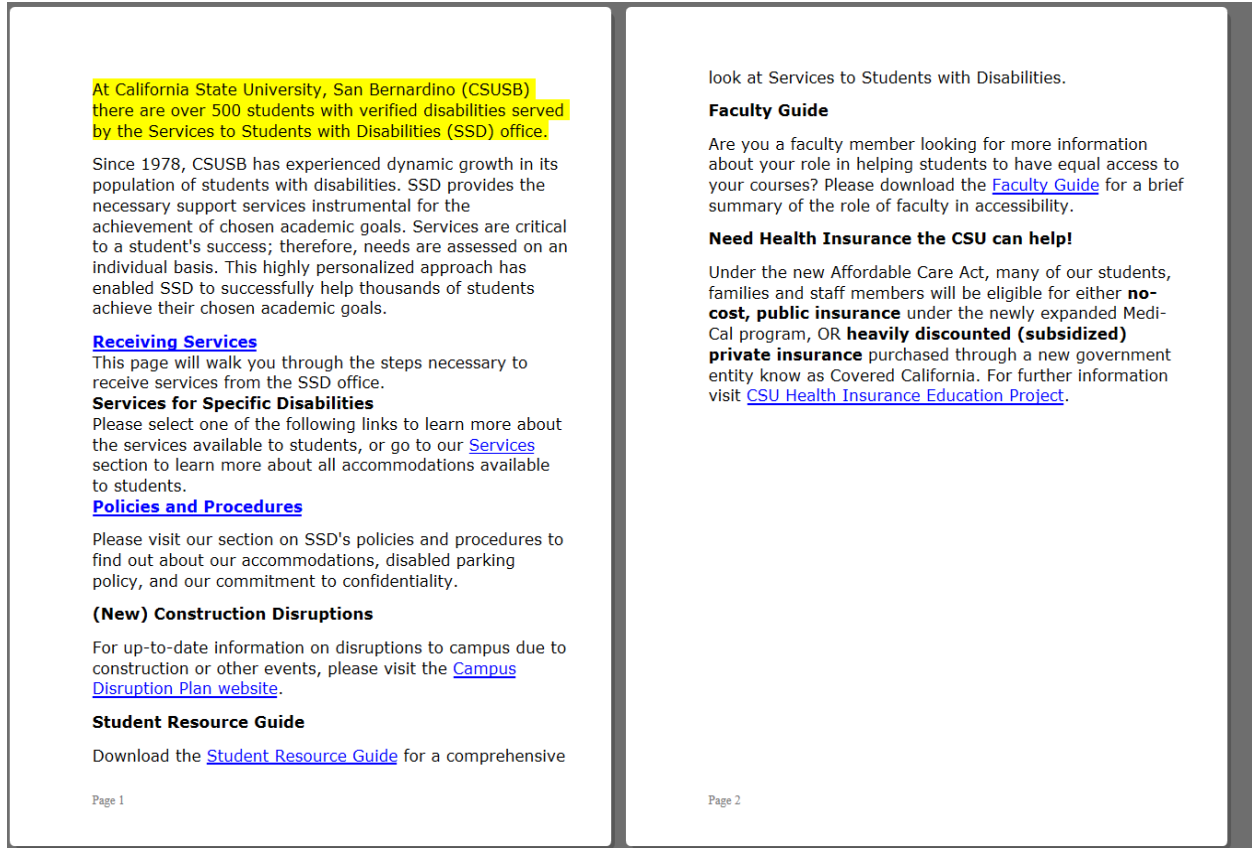 At California State University, San Bernardino (CSUSB)
there are over 500 students with verified disabilities served
by the Services to Students with Disabilities (SSD) office.
Since 1978, CSUSB has experienced dynamic growth in its
population of students with disabilities. SSD provides the
necessary support services instrumental for the
achievement of chosen academic goals. Services are critical
to a student's success; therefore, needs are assessed on an
individual basis. This highly personalized approach has
enabled SSD to successfully help thousands of students
achieve their chosen academic goals.
Receiving Services
This page will walk you through the steps necessary to
receive services from the SSD office.
Services for Specific Disabilities
Please select one of the following links to learn more about
the services available to students, or go to our Services
section to learn more about all accommodations available
to students.
Policies and Procedures
Please visit our section on SSD's policies and procedures to
find out about our accommodations, disabled parking
policy, and our commitment to confidentiality.
(New) Construction Disruptions
For up-to-date information on disruptions to campus due to
construction or other events, please visit the Campus
Disruption Plan website.
Student Resource Guide
Download the Student Resource Guide for a comprehensive
Page 1
look at Services to Students with Disabilities.
Faculty Guide
Are you a faculty member looking for more information
about your role in helping students to have equal access to
your courses? Please download the Faculty Guide for a brief
summary of the role of faculty in accessibility.
Need Health Insurance the CSU can help!
Under the new Affordable Care Act, many of our students,
families and staff members will be eligible for either no-
cost, public insurance under the newly expanded Medi-
Cal program, OR heavily discounted (subsidized)
private insurance purchased through a new government
entity know as Covered California. For further information
visit CSU Health Insurance Education Project.
Page 2